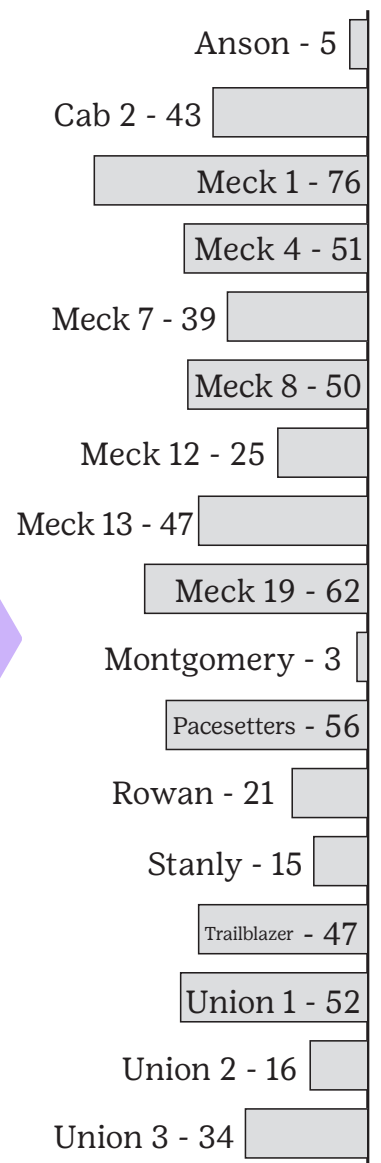 Anson - 5
Cab 2 - 43
Meck 1 - 76
Meck 4 - 51
Meck 7 - 39
Meck 8 - 50
Meck 12 - 25
Meck 13 - 47
Meck 19 - 62
Montgomery - 3
Pacesetters - 56
Rowan - 21
Stanly - 15
Trailblazer - 47
Union 1 - 52
Union 2 - 16
Union 3 - 34